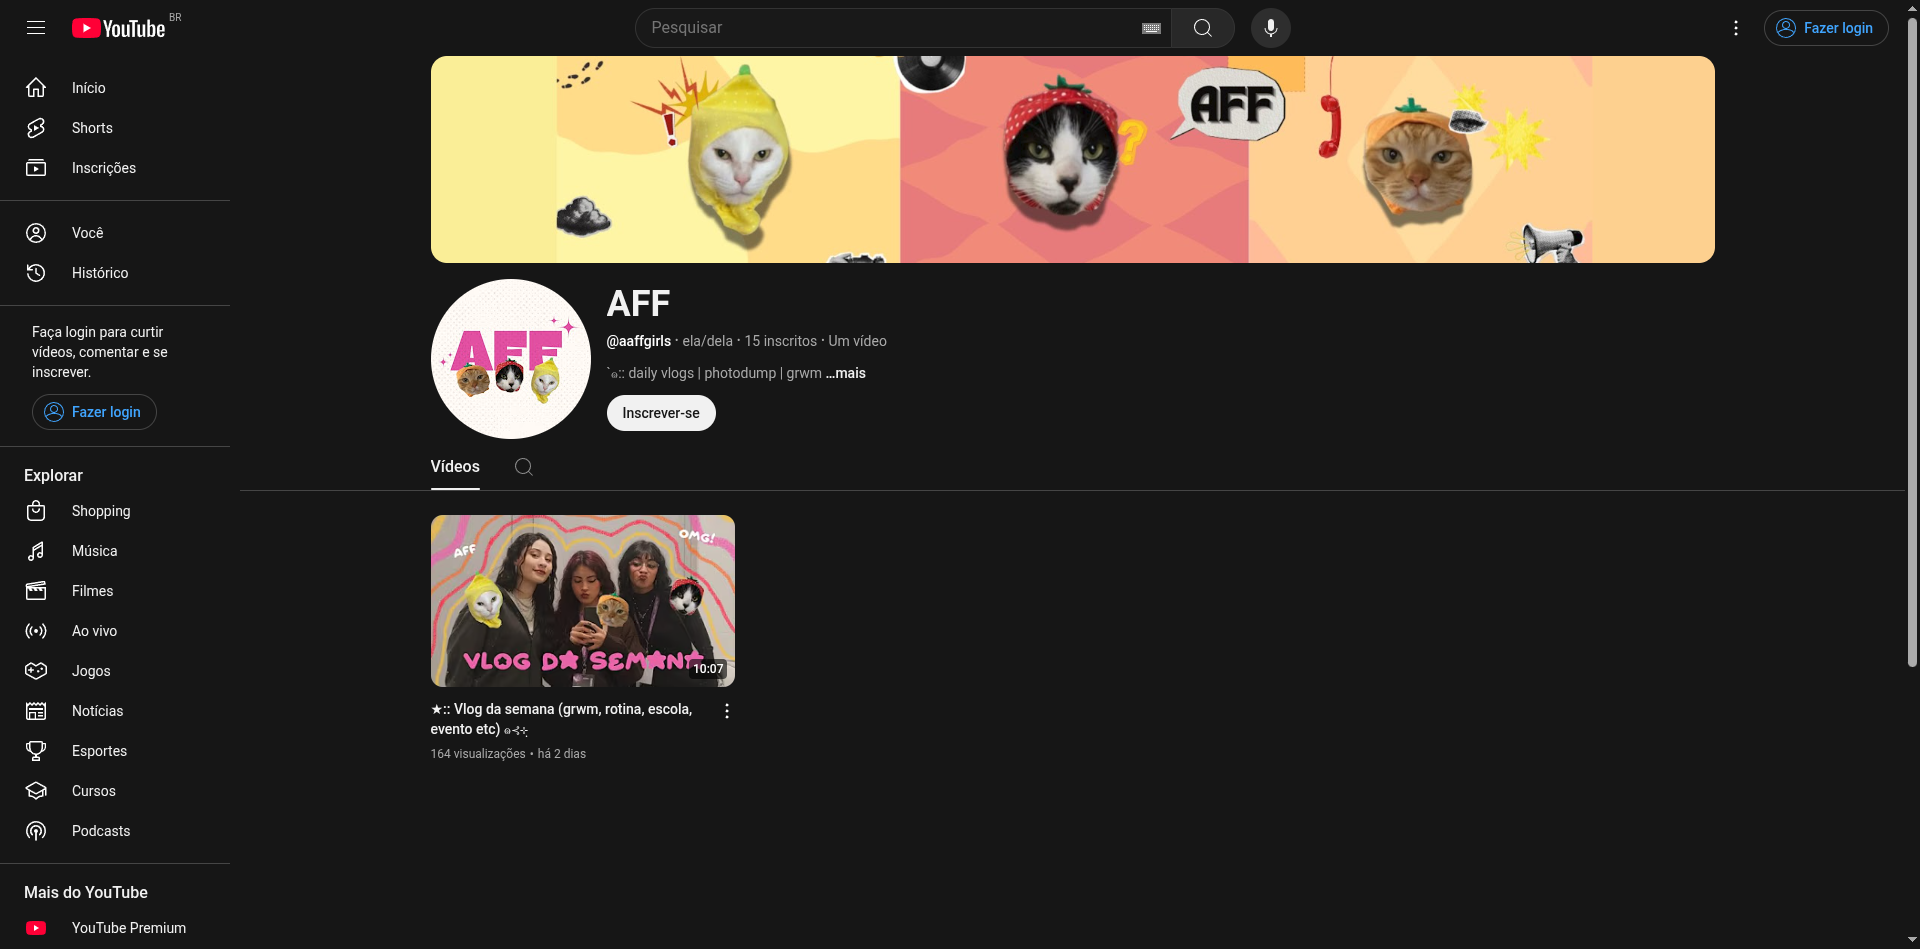 YouTube BR
Pesquisar
Fazer login
Início
Shorts
Inscrições
Você
Histórico
Faça login para curtir
vídeos, comentar e se
inscrever.
Fazer login
Explorar
Shopping
Música
Filmes
Ao vivo
Jogos
Notícias
Esportes
Cursos
Podcasts
Mais do YouTube
YouTube Premium
! ? AFF
AFF
AFF
@aaffgirls · ela/dela · 15 inscritos · Um vídeo
:: daily vlogs | photodump | grwm ...mais
Inscrever-se
Vídeos
AFF
OMG!
VLOG DA SEMANA
10:07
★:: Vlog da semana (grwm, rotina, escola,
evento etc)
164 visualizações • há 2 dias